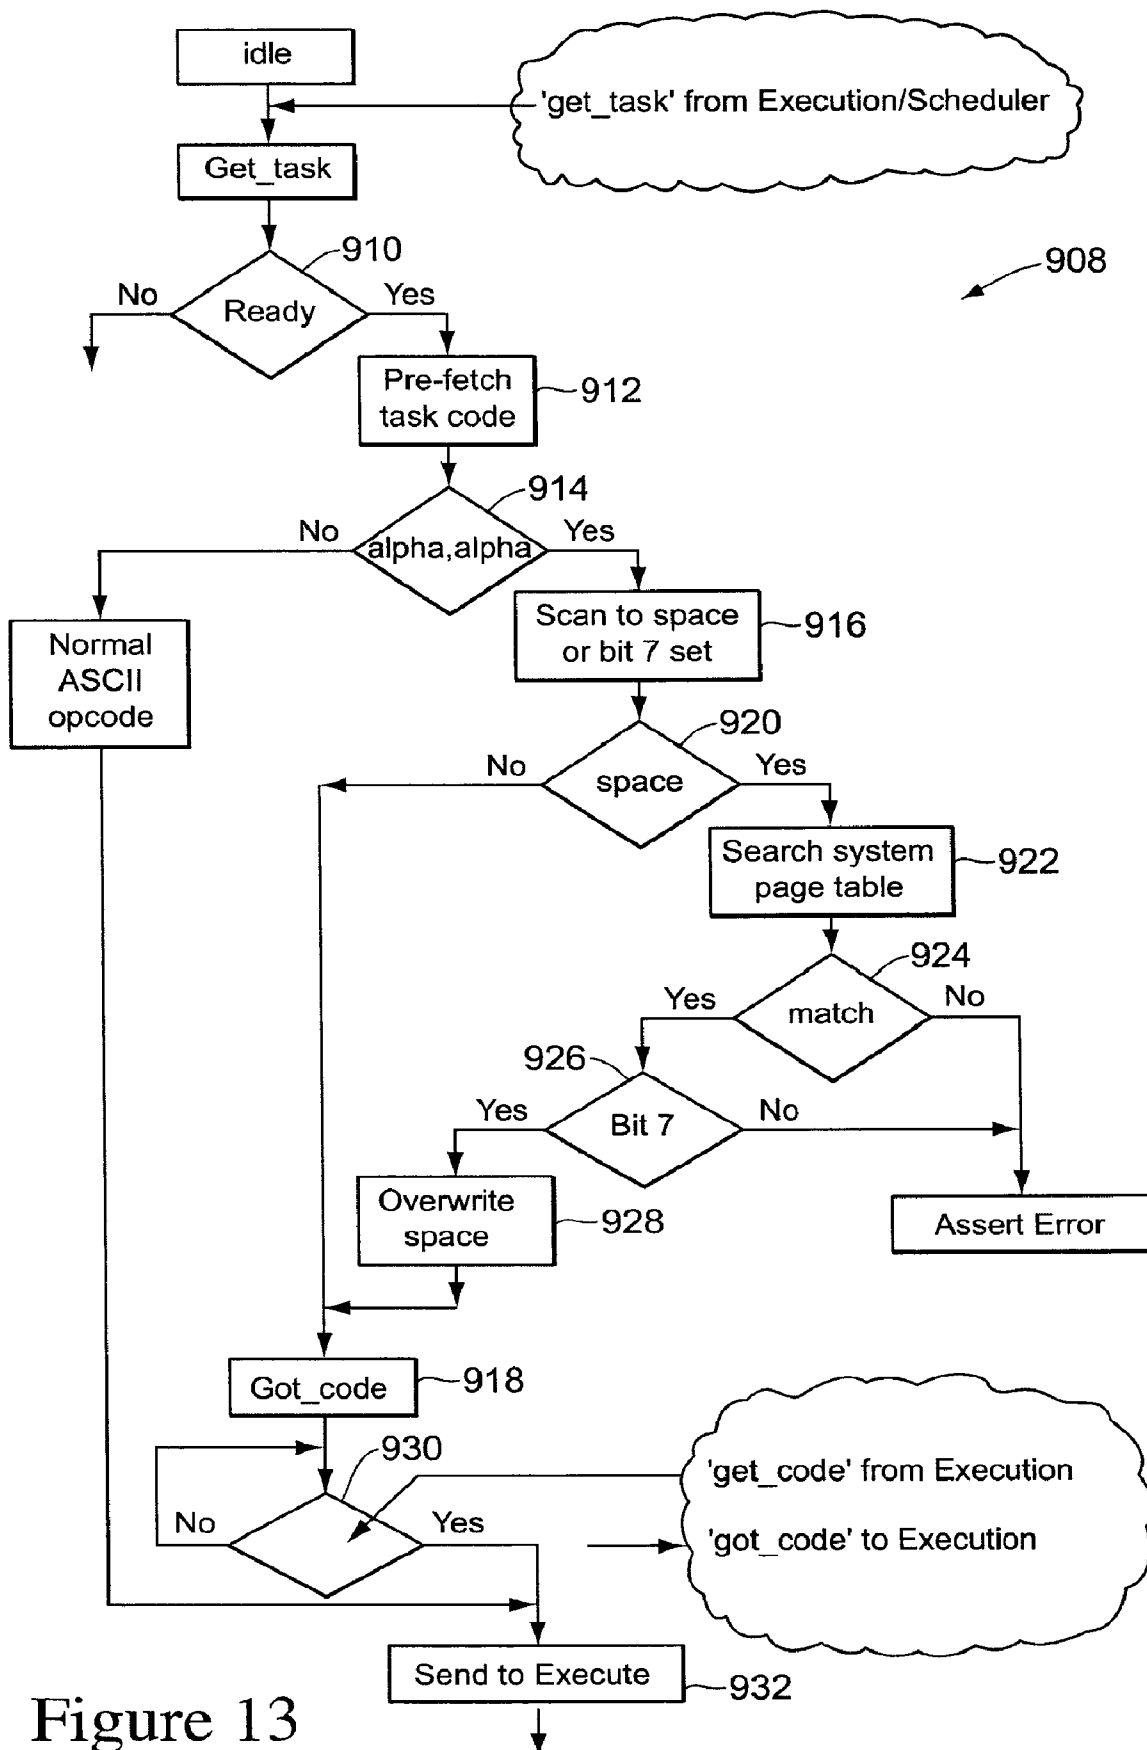 idle
'get_task' from Execution/Scheduler
Get_task
910
908
No
Yes
Ready
Pre-fetch
task code
912
914
No
Yes
alpha,alpha
Scan to space
or bit 7 set
916
Normal
ASCII
opcode
920
No
Yes
space
Search system
page table
922
924
Yes
No
match
926
Yes
No
Bit 7
Overwrite
space
928
Assert Error
Got_code
918
930
'get_code' from Execution
No
Yes
'got_code' to Execution
Send to Execute
932
Figure 13